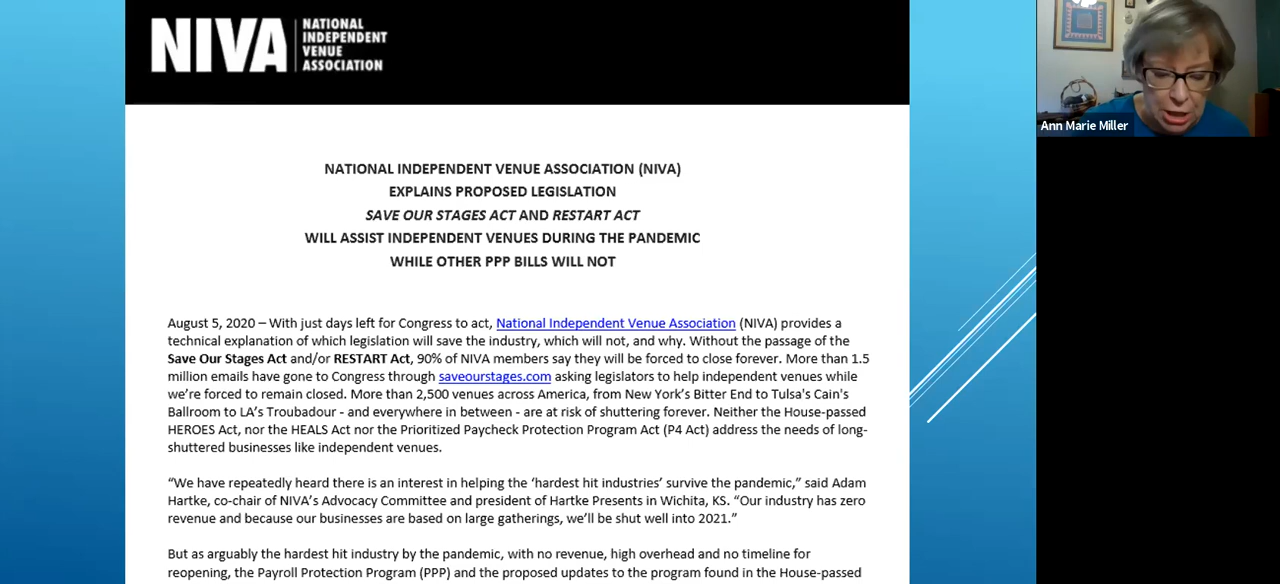 NIVA
NATIONAL
INDEPENDENT
VENUE
ASSOCIATION
Ann Marie Miller
NATIONAL INDEPENDENT VENUE ASSOCIATION (NIVA)
EXPLAINS PROPOSED LEGISLATION
SAVE OUR STAGES ACT AND RESTART ACT
WILL ASSIST INDEPENDENT VENUES DURING THE PANDEMIC
WHILE OTHER PPP BILLS WILL NOT
August 5, 2020 – With just days left for Congress to act, National Independent Venue Association (NIVA) provides a
technical explanation of which legislation will save the industry, which will not, and why. Without the passage of the
Save Our Stages Act and/or RESTART Act, 90% of NIVA members say they will be forced to close forever. More than 1.5
million emails have gone to Congress through saveourstages.com asking legislators to help independent venues while
we’re forced to remain closed. More than 2,500 venues across America, from New York’s Bitter End to Tulsa's Cain's
Ballroom to LA’s Troubadour - and everywhere in between - are at risk of shuttering forever. Neither the House-passed
HEROES Act, nor the HEALS Act nor the Prioritized Paycheck Protection Program Act (P4 Act) address the needs of long-
shuttered businesses like independent venues.
“We have repeatedly heard there is an interest in helping the ‘hardest hit industries’ survive the pandemic,” said Adam
Hartke, co-chair of NIVA’s Advocacy Committee and president of Hartke Presents in Wichita, KS. “Our industry has zero
revenue and because our businesses are based on large gatherings, we’ll be shut well into 2021.”
But as arguably the hardest hit industry by the pandemic, with no revenue, high overhead and no timeline for
reopening, the Payroll Protection Program (PPP) and the proposed updates to the program found in the House-passed